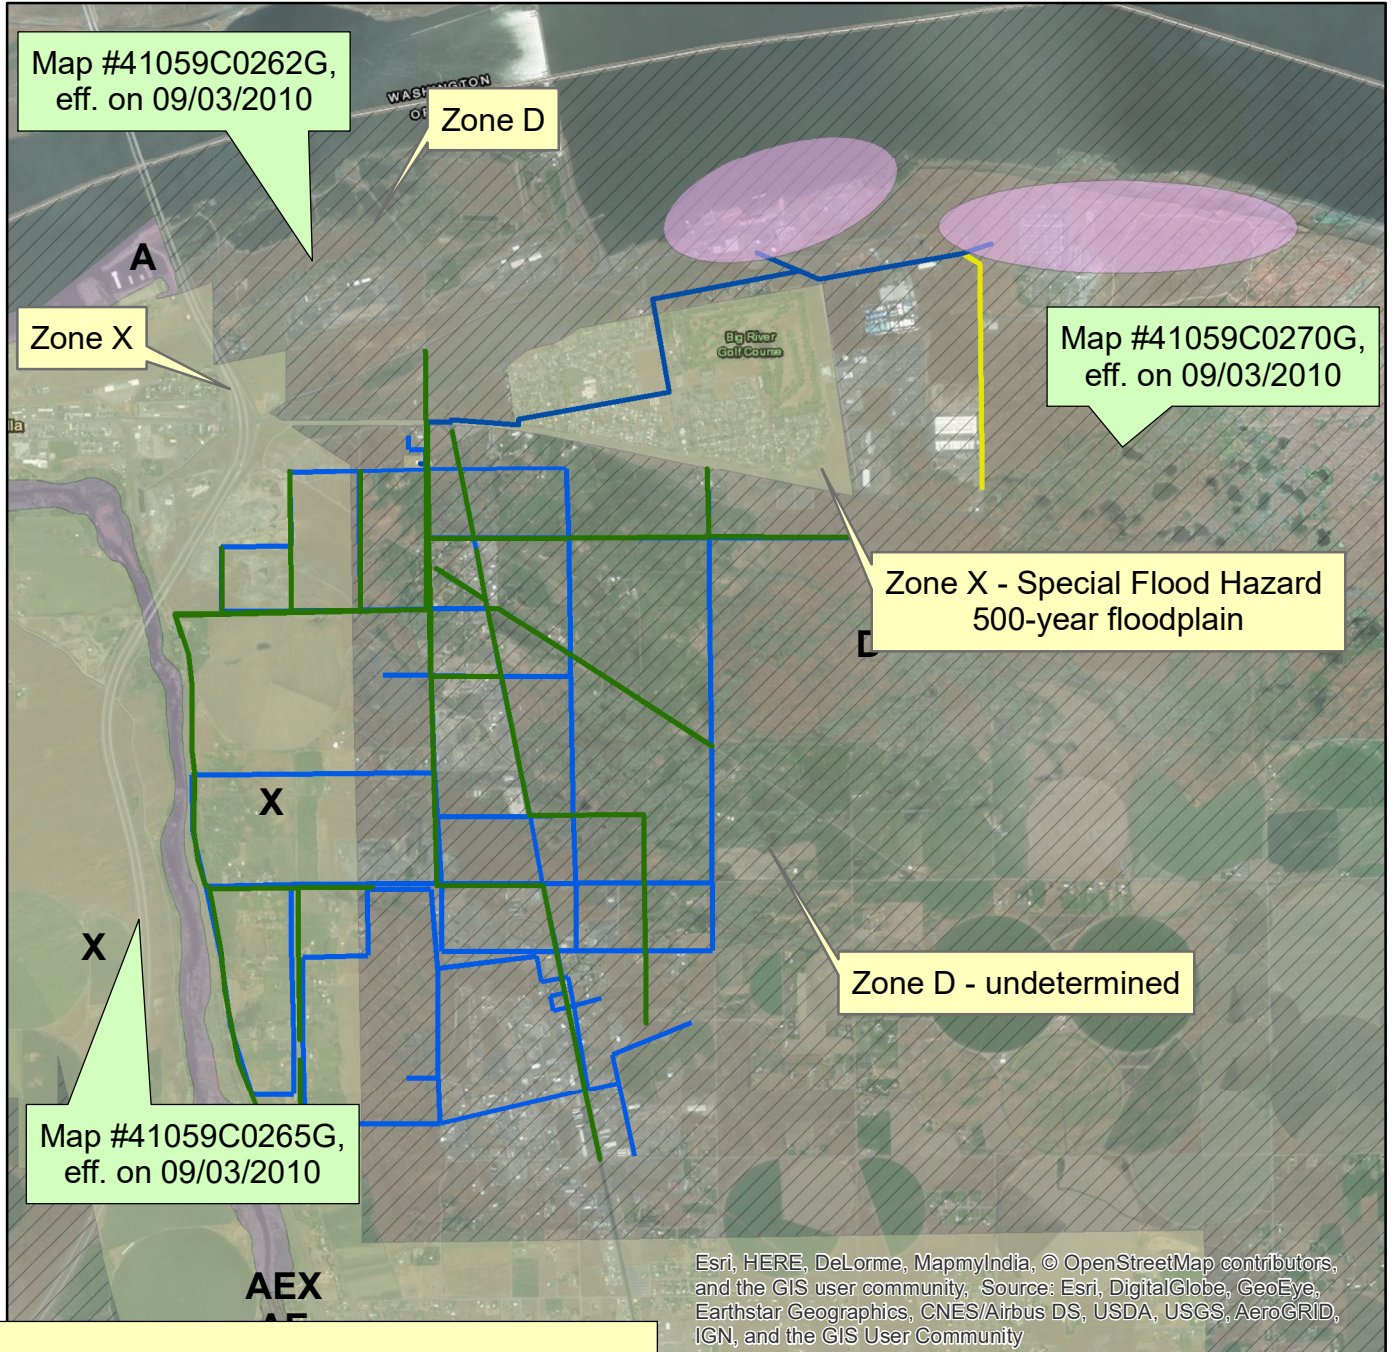 Map #41059C0262G,
eff. on 09/03/2010
WASHINGTON
Zone D
A
Zone X
Big River
Golf Course
Map #41059C0270G,
eff. on 09/03/2010
lla
Zone X - Special Flood Hazard
500-year floodplain
D
X
X
Zone D - undetermined
Map #41059C0265G,
eff. on 09/03/2010
AEX
AE
Esri, HERE, DeLorme, MapmyIndia, © OpenStreetMap contributors,
and the GIS user community, Source: Esri, DigitalGlobe, GeoEye,
Earthstar Geographics, CNES/Airbus DS, USDA, USGS, AeroGRID,
IGN, and the GIS User Community